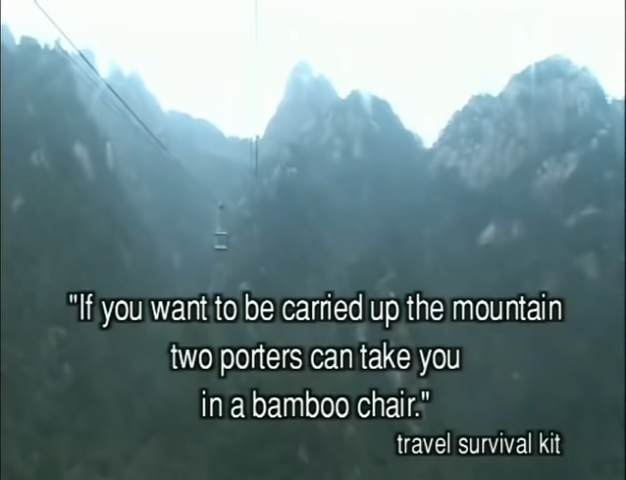 "If you want to be carried up the mountain
two porters can take you
in a bamboo chair."
travel survival kit